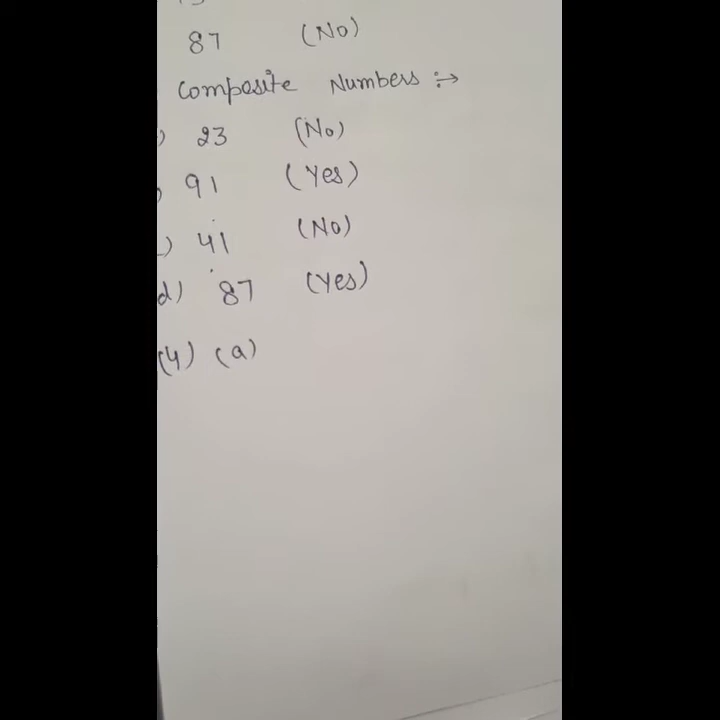 87 (No)
Composite Numbers :→
) 23 (No)
) 91 (Yes)
) 41 (No)
d) 87 (Yes)
(4) (a)